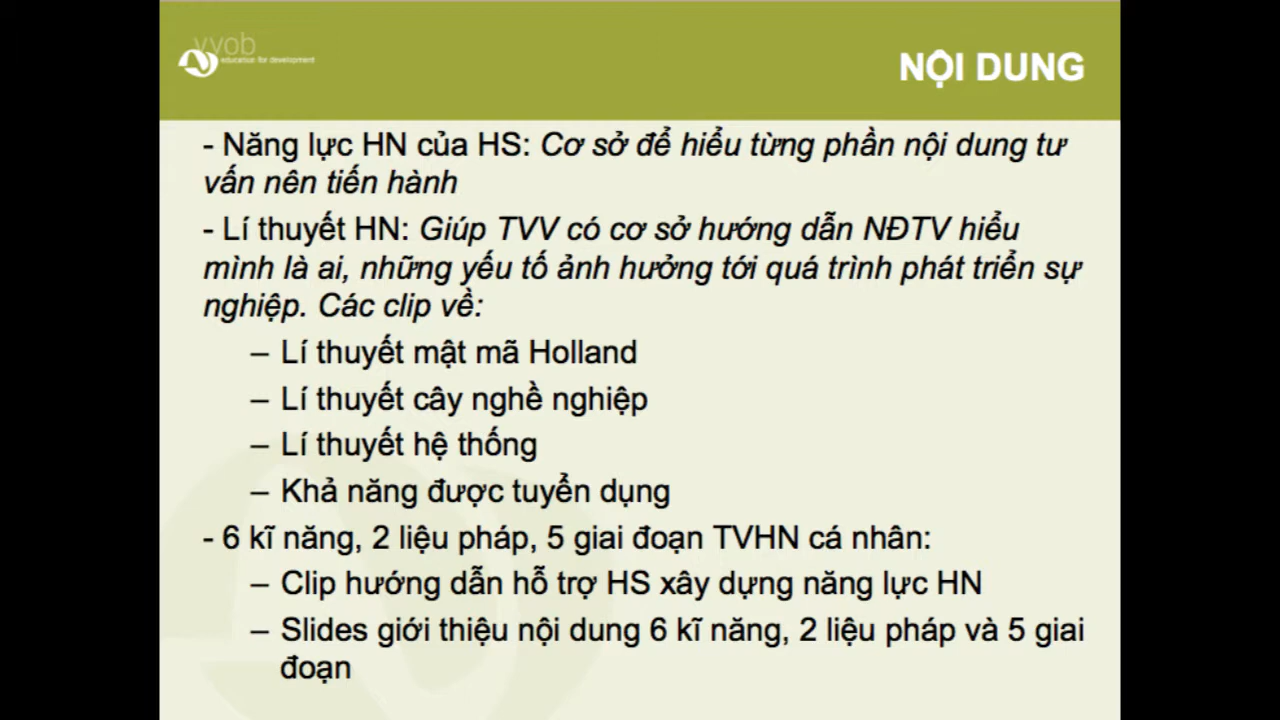 vvob
education for development
NỘI DUNG
- Năng lực HN của HS: Cơ sở để hiểu từng phần nội dung tư
vấn nên tiến hành
- Lí thuyết HN: Giúp TVV có cơ sở hướng dẫn NĐTV hiểu
mình là ai, những yếu tố ảnh hưởng tới quá trình phát triển sự
nghiệp. Các clip về:
– Lí thuyết mật mã Holland
– Lí thuyết cây nghề nghiệp
– Lí thuyết hệ thống
– Khả năng được tuyển dụng
- 6 kĩ năng, 2 liệu pháp, 5 giai đoạn TVHN cá nhân:
– Clip hướng dẫn hỗ trợ HS xây dựng năng lực HN
– Slides giới thiệu nội dung 6 kĩ năng, 2 liệu pháp và 5 giai
đoạn